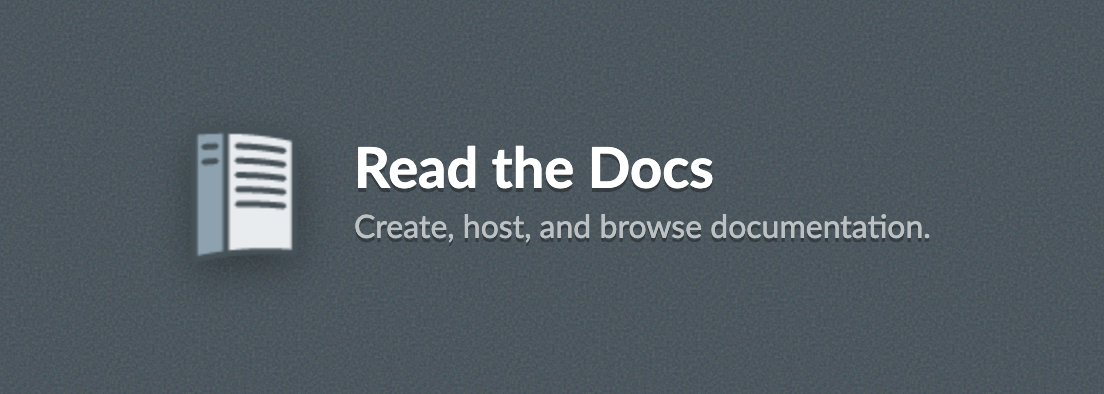 Read the Docs
Create, host, and browse documentation.